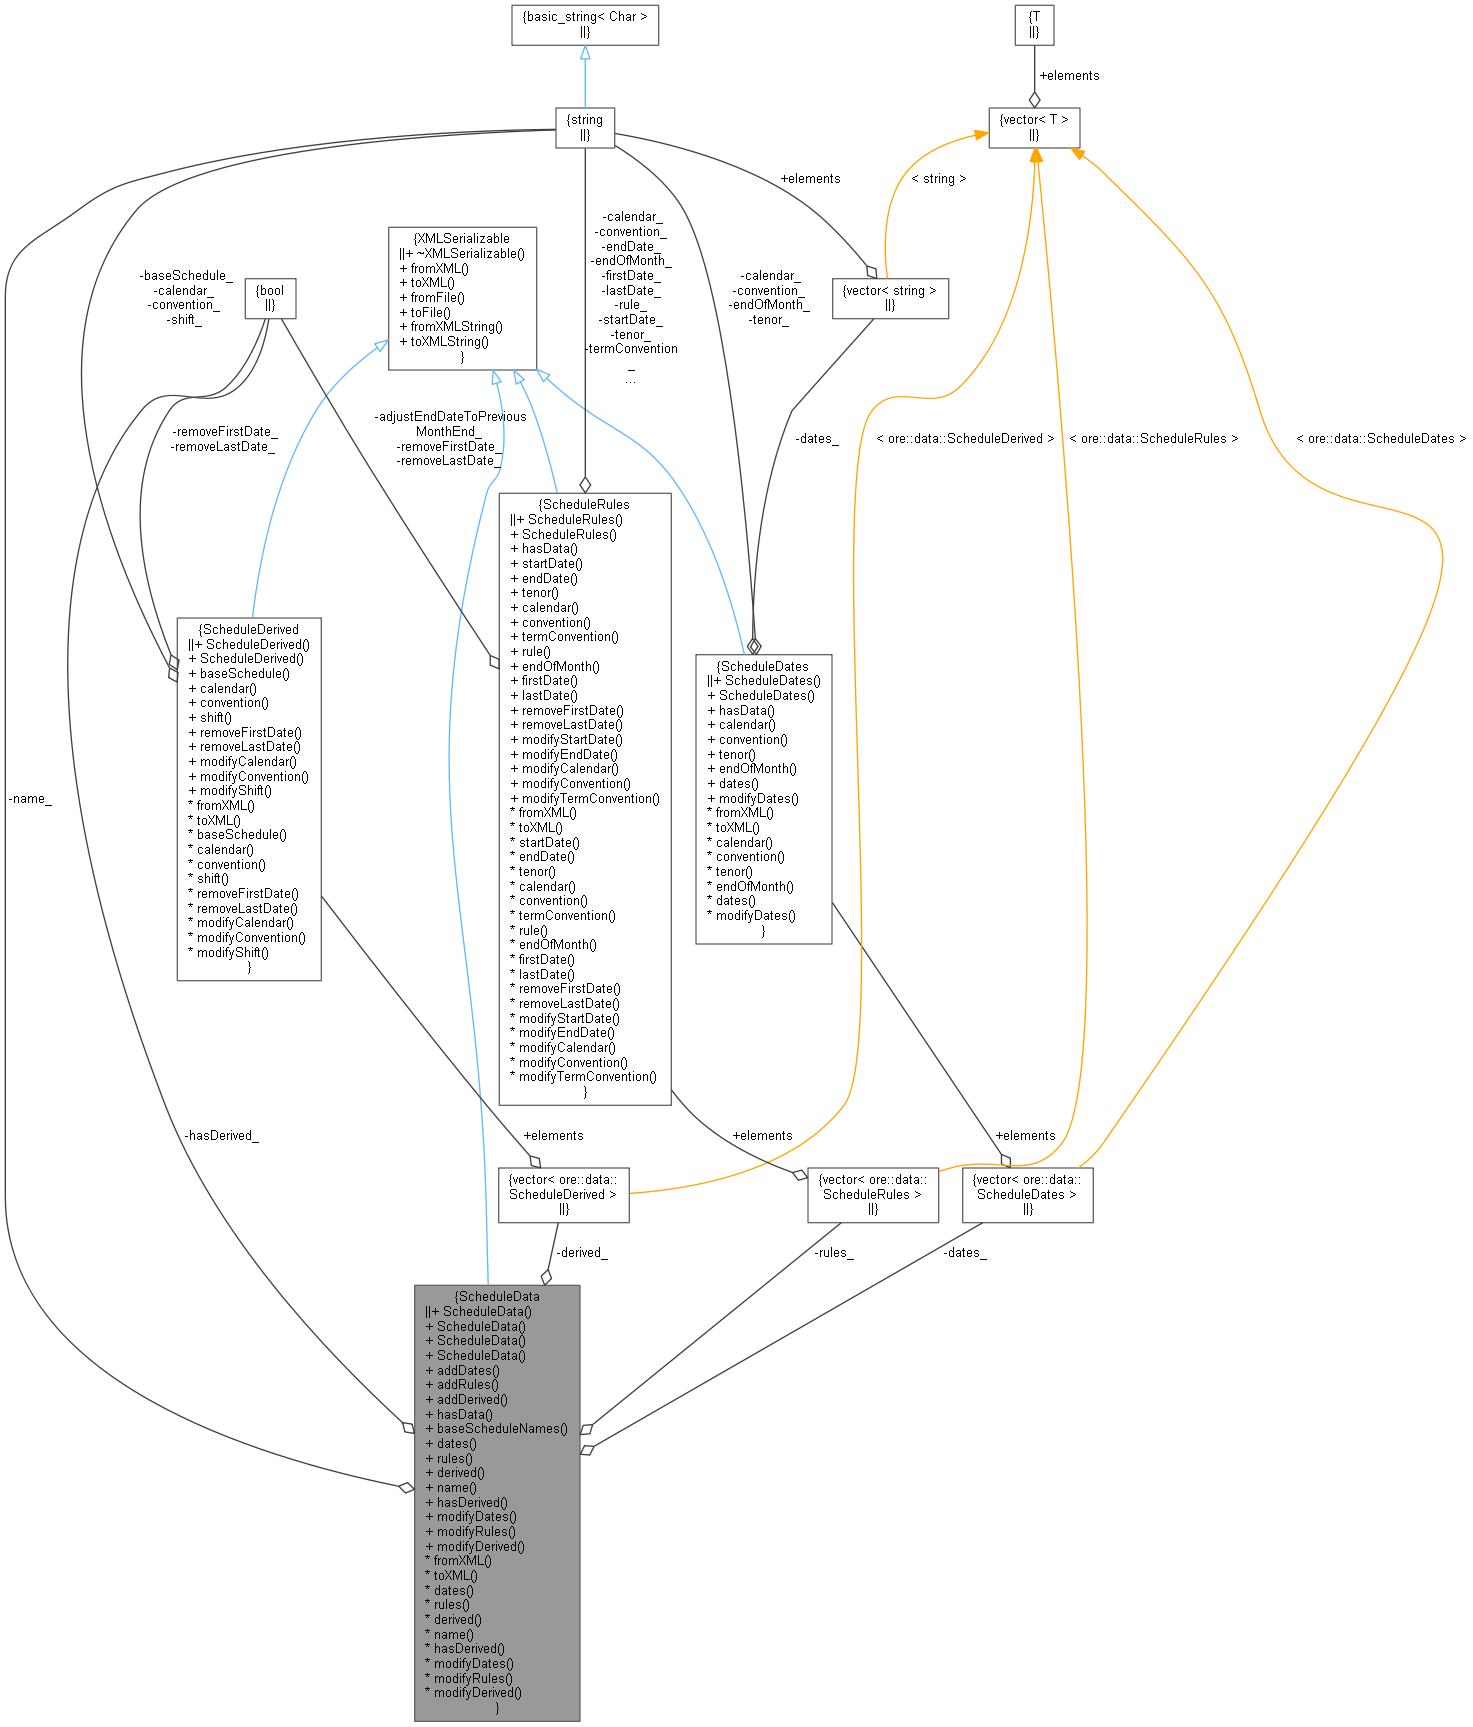 {basic_string< Char >
||}
{T
||}
+elements
{string
||}
{vector< T >
||}
+elements
< string >
-calendar_
-convention_
-endDate_
-endOfMonth_
-firstDate_
-lastDate_
-rule_
-startDate_
-tenor_
-termConvention
_
...
{XMLSerializable
||+ ~XMLSerializable()
+ fromXML()
+ toXML()
+ fromFile()
+ toFile()
+ fromXMLString()
+ toXMLString()
}
-baseSchedule_
-calendar_
-convention_
-shift_
{bool
||}
-calendar_
-convention_
-endOfMonth_
-tenor_
{vector< string >
||}
-removeFirstDate_
-removeLastDate_
-adjustEndDateToPrevious
MonthEnd_
-removeFirstDate_
-removeLastDate_
-dates_
< ore::data::ScheduleDerived >
< ore::data::ScheduleRules >
< ore::data::ScheduleDates >
{ScheduleDerived
||+ ScheduleDerived()
+ ScheduleDerived()
+ baseSchedule()
+ calendar()
+ convention()
+ shift()
+ removeFirstDate()
+ removeLastDate()
+ modifyCalendar()
+ modifyConvention()
+ modifyShift()
* fromXML()
* toXML()
* baseSchedule()
* calendar()
* convention()
* shift()
* removeFirstDate()
* removeLastDate()
* modifyCalendar()
* modifyConvention()
* modifyShift()
}
{ScheduleRules
||+ ScheduleRules()
+ ScheduleRules()
+ hasData()
+ startDate()
+ endDate()
+ tenor()
+ calendar()
+ convention()
+ termConvention()
+ rule()
+ endOfMonth()
+ firstDate()
+ lastDate()
+ removeFirstDate()
+ removeLastDate()
+ modifyStartDate()
+ modifyEndDate()
+ modifyCalendar()
+ modifyConvention()
+ modifyTermConvention()
* fromXML()
* toXML()
* startDate()
* endDate()
* tenor()
* calendar()
* convention()
* termConvention()
* rule()
* endOfMonth()
* firstDate()
* lastDate()
* removeFirstDate()
* removeLastDate()
* modifyStartDate()
* modifyEndDate()
* modifyCalendar()
* modifyConvention()
* modifyTermConvention()
}
{ScheduleDates
||+ ScheduleDates()
+ ScheduleDates()
+ hasData()
+ calendar()
+ convention()
+ tenor()
+ endOfMonth()
+ dates()
+ modifyDates()
* fromXML()
* toXML()
* calendar()
* convention()
* tenor()
* endOfMonth()
* dates()
* modifyDates()
}
-name_
-hasDerived_
+elements
+elements
+elements
{vector< ore::data::
ScheduleDerived >
||}
{vector< ore::data::
ScheduleRules >
||}
{vector< ore::data::
ScheduleDates >
||}
-derived_
-rules_
-dates_
{ScheduleData
||+ ScheduleData()
+ ScheduleData()
+ ScheduleData()
+ ScheduleData()
+ addDates()
+ addRules()
+ addDerived()
+ hasData()
+ baseScheduleNames()
+ dates()
+ rules()
+ derived()
+ name()
+ hasDerived()
+ modifyDates()
+ modifyRules()
+ modifyDerived()
* fromXML()
* toXML()
* dates()
* rules()
* derived()
* name()
* hasDerived()
* modifyDates()
* modifyRules()
* modifyDerived()
}